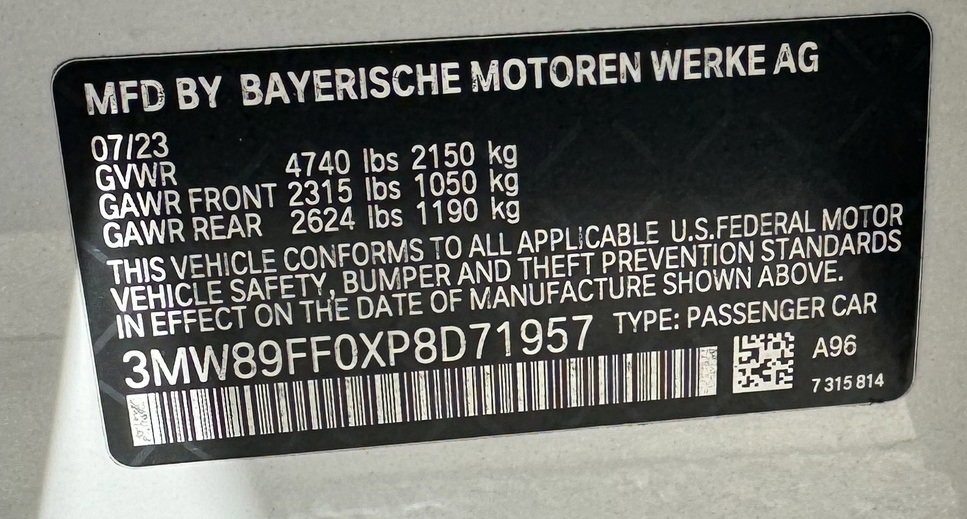 MFD BY BAYERISCHE MOTOREN WERKE AG
07/23
GVWR 4740 lbs 2150 kg
GAWR FRONT 2315 lbs 1050 kg
GAWR REAR 2624 lbs 1190 kg
THIS VEHICLE CONFORMS TO ALL APPLICABLE U.S.FEDERAL MOTOR
VEHICLE SAFETY, BUMPER AND THEFT PREVENTION STANDARDS
IN EFFECT ON THE DATE OF MANUFACTURE SHOWN ABOVE.
3MW89FF0XP8D71957 TYPE: PASSENGER CAR
A96
7 315 814